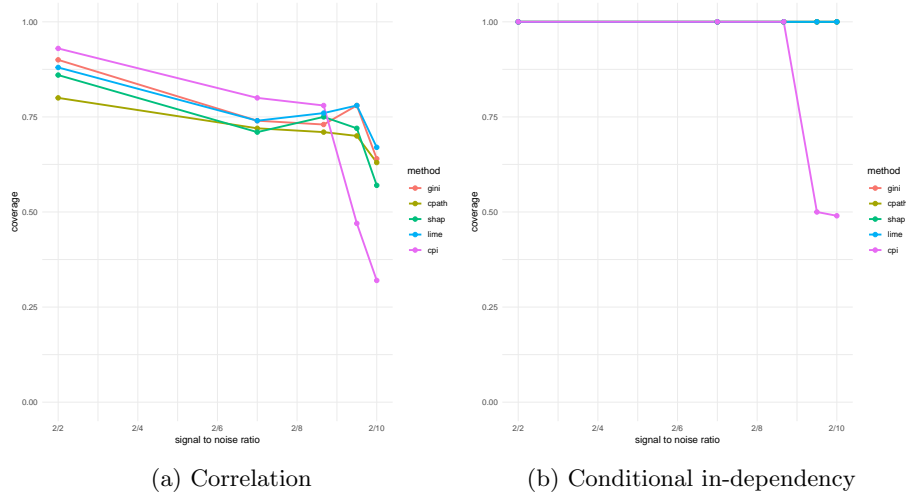 1.00
0.75
0.50
0.25
0.00
coverage
2/2
2/4
2/6
2/8
2/10
signal to noise ratio
method
gini
cpath
shap
lime
cpi
(a) Correlation
1.00
0.75
0.50
0.25
0.00
coverage
2/2
2/4
2/6
2/8
2/10
signal to noise ratio
method
gini
cpath
shap
lime
cpi
(b) Conditional in-dependency